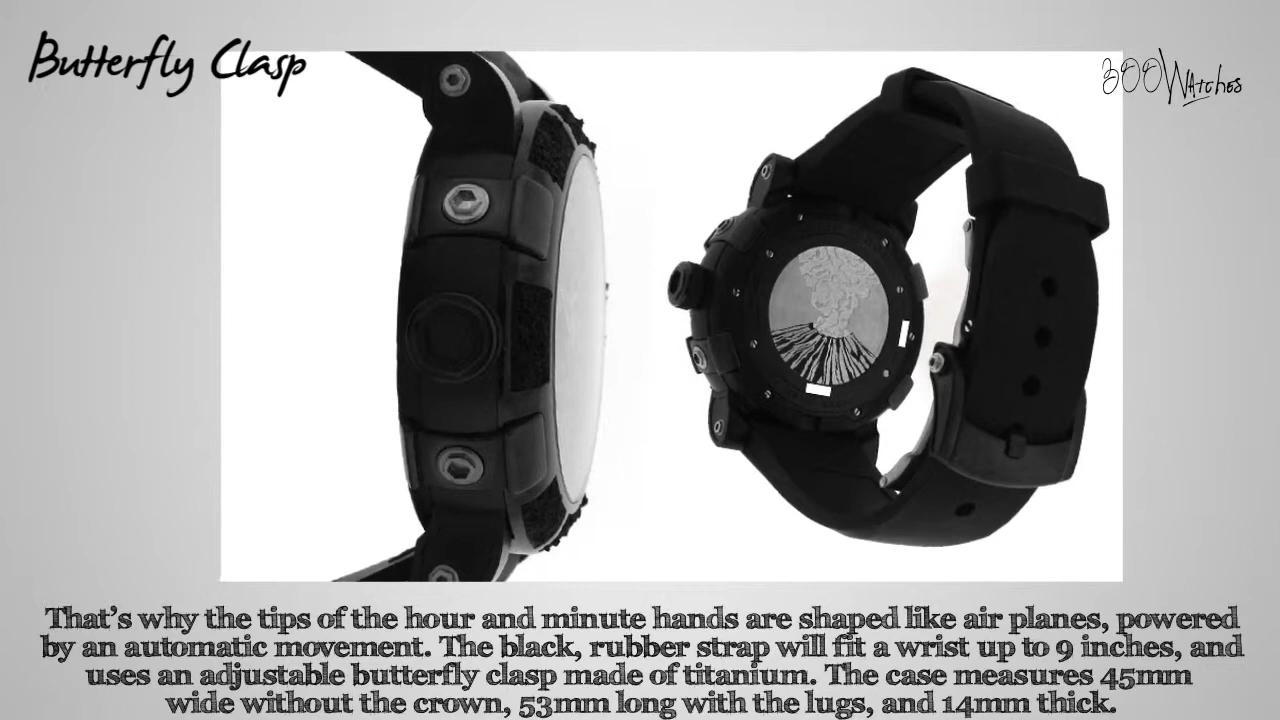 Butterfly Clasp
300Watches
That's why the tips of the hour and minute hands are shaped like air planes, powered
by an automatic movement. The black, rubber strap will fit a wrist up to 9 inches, and
uses an adjustable butterfly clasp made of titanium. The case measures 45mm
wide without the crown, 53mm long with the lugs, and 14mm thick.